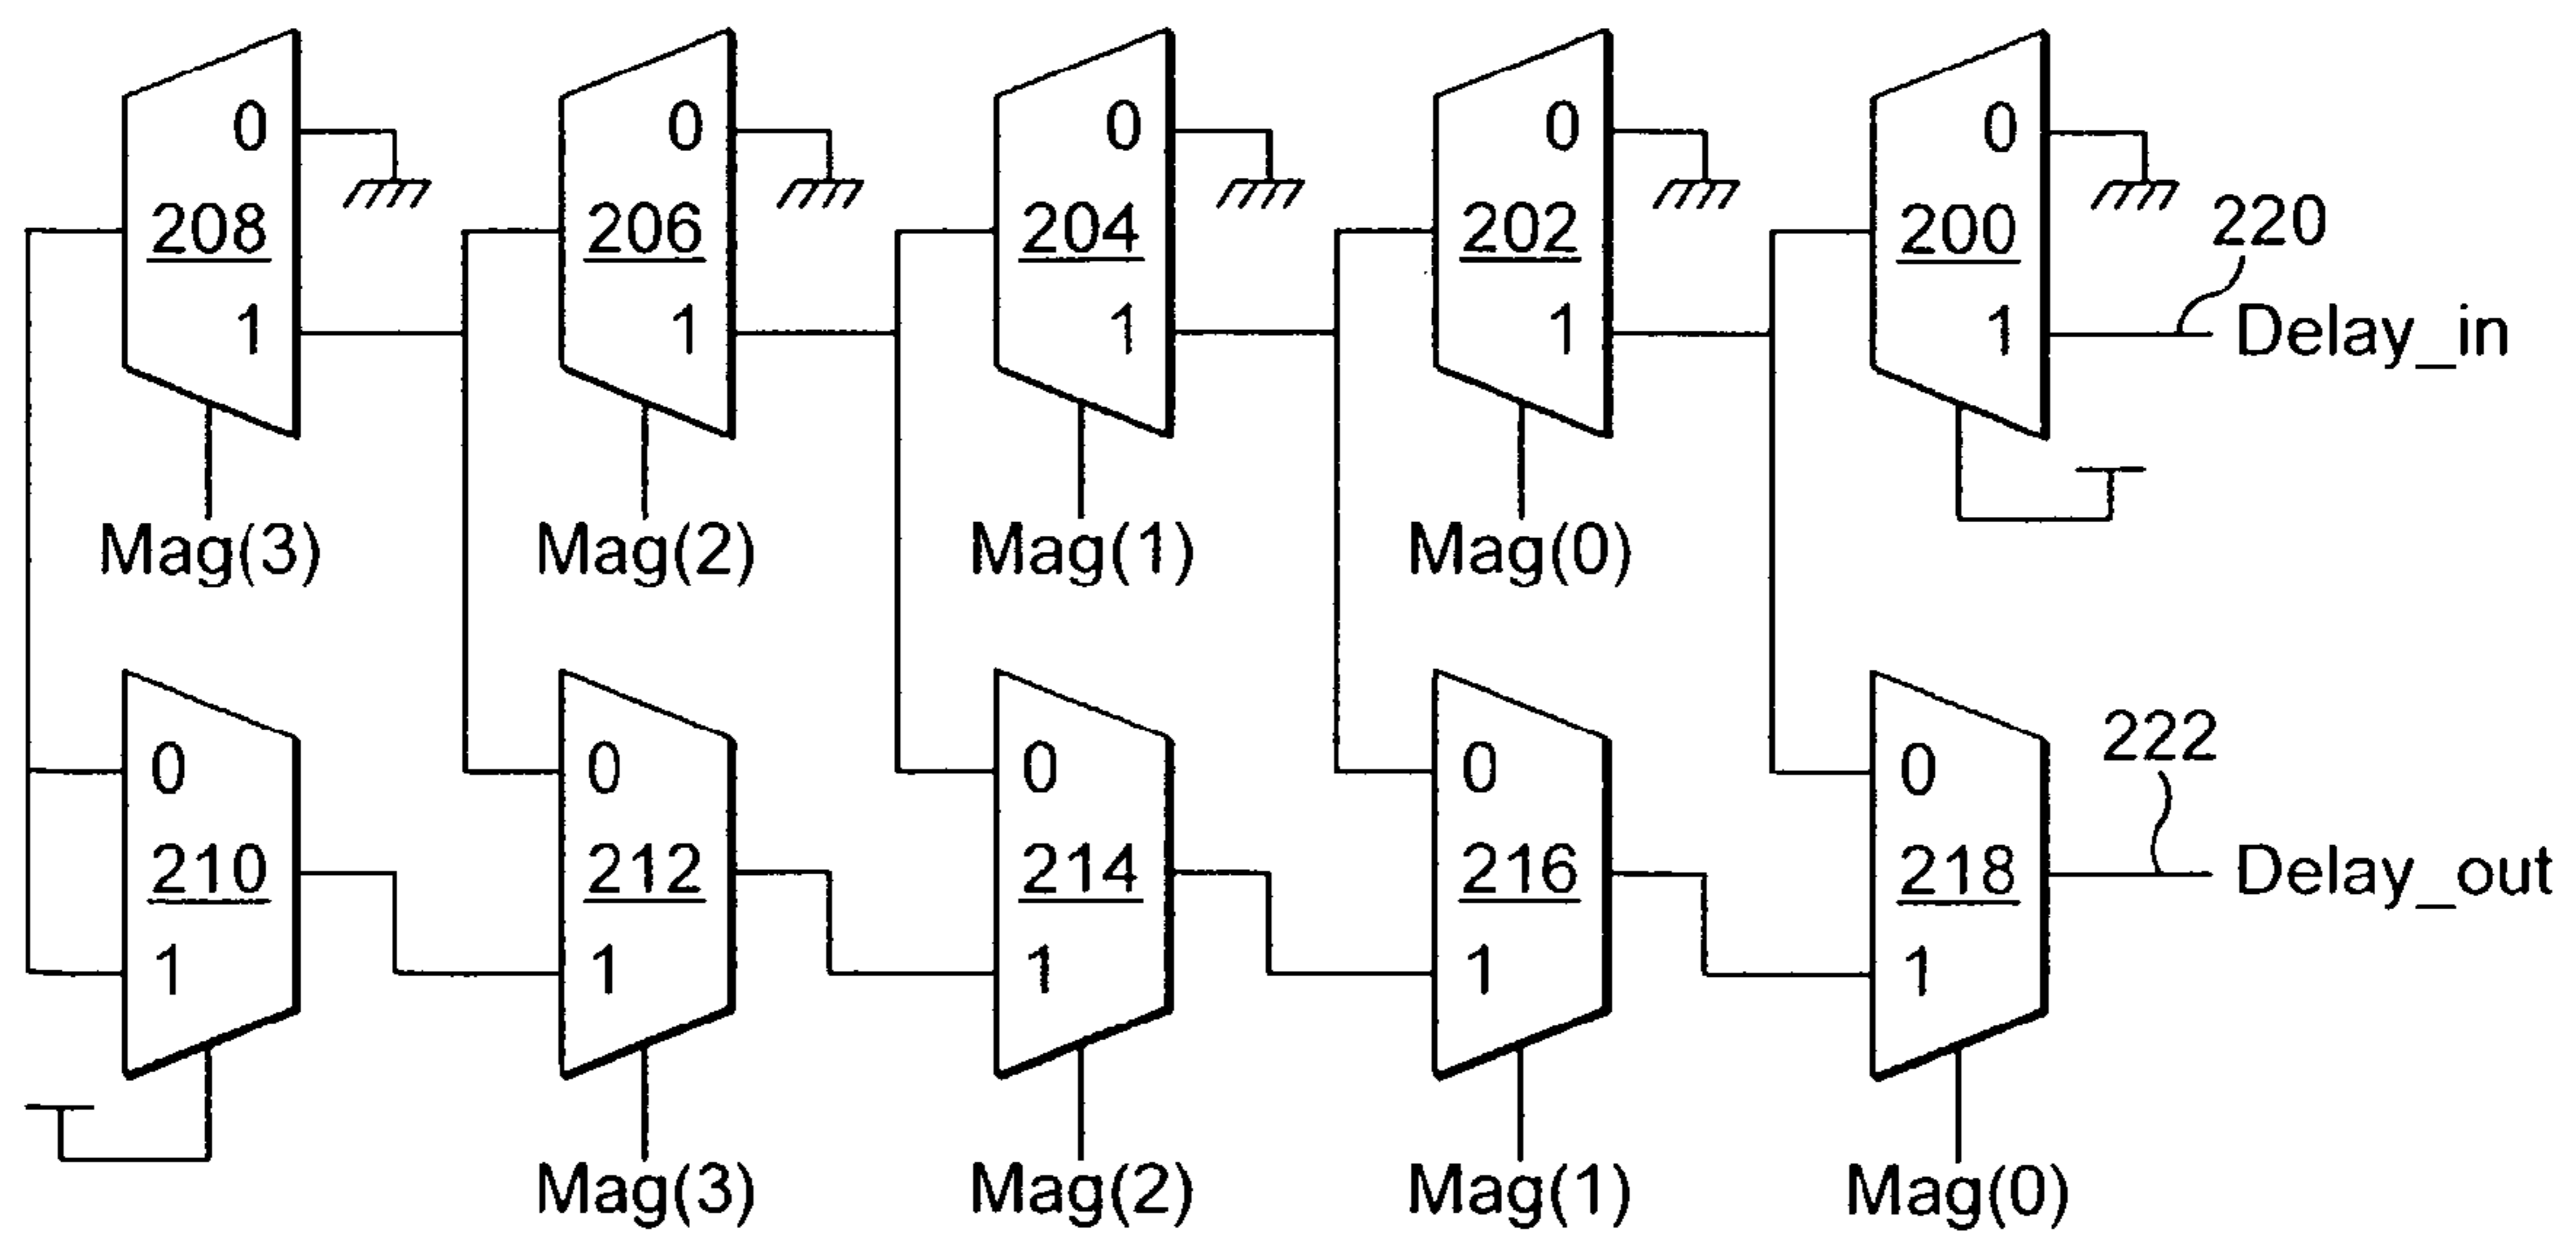 0 0 0 0 0
208 206 204 202 200 220
1 1 1 1 1 Delay_in
Mag(3) Mag(2) Mag(1) Mag(0)
0 0 0 0 0 222
210 212 214 216 218 Delay_out
1 1 1 1 1
Mag(3) Mag(2) Mag(1) Mag(0)